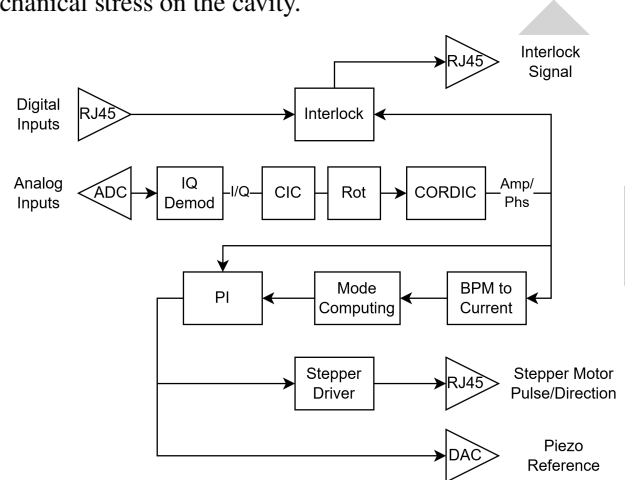 chanical stress on the cavity.
RJ45
Interlock
Signal
Digital
Inputs
RJ45
Interlock
Analog
Inputs
ADC
IQ
Demod
I/Q
CIC
Rot
CORDIC
Amp/
Phs
PI
Mode
Computing
BPM to
Current
Stepper
Driver
RJ45
Stepper Motor
Pulse/Direction
DAC
Piezo
Reference